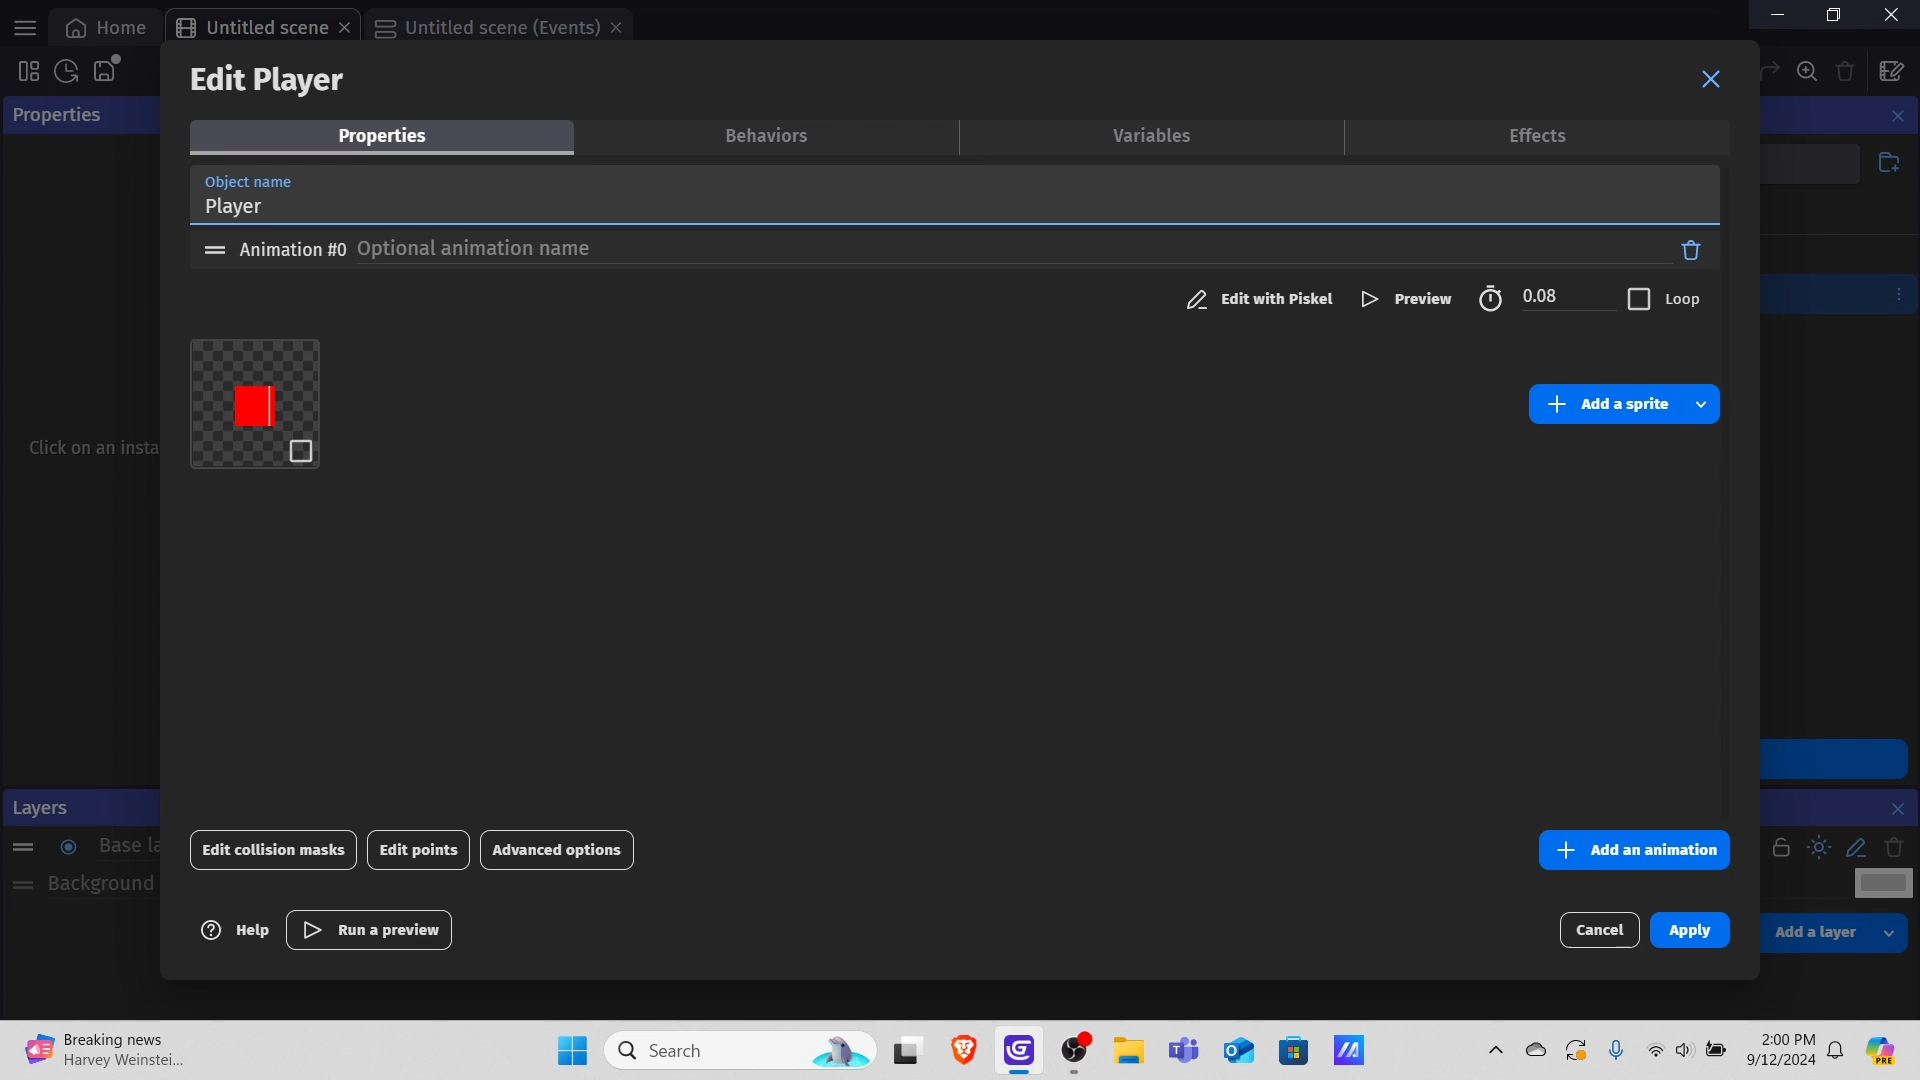 Home
Untitled scene
Untitled scene (Events)
Edit Player
Properties
Properties
Behaviors
Variables
Effects
Object name
Player
Animation #0 Optional animation name
Edit with Piskel
Preview
0.08
Loop
Add a sprite
Click on an insta
Layers
Base la
Background
Edit collision masks
Edit points
Advanced options
Add an animation
Help
Run a preview
Cancel
Apply
Add a layer
Breaking news
Harvey Weinstei...
Search
2:00 PM
9/12/2024
PRE